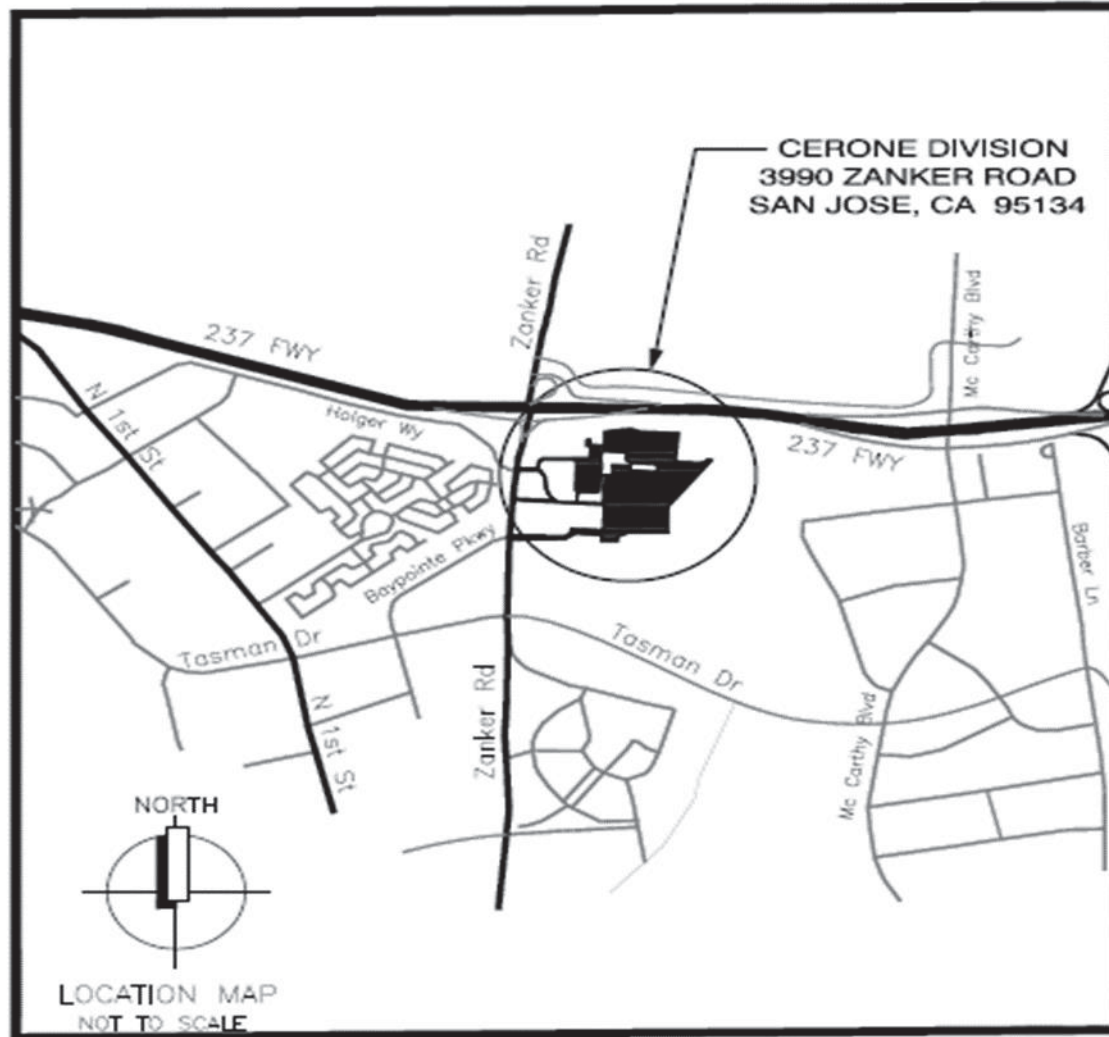 CERONE DIVISION
3990 ZANKER ROAD
SAN JOSE, CA 95134
Zanker Rd
Mc Carthy Blvd
237 FWY
N 1st St
Holger Wy
237 FWY
Baypointe Pkwy
Barber Ln
Tasman Dr
Tasman Dr
N 1st St
Zanker Rd
Mc Carthy Blvd
NORTH
LOCATION MAP
NOT TO SCALE